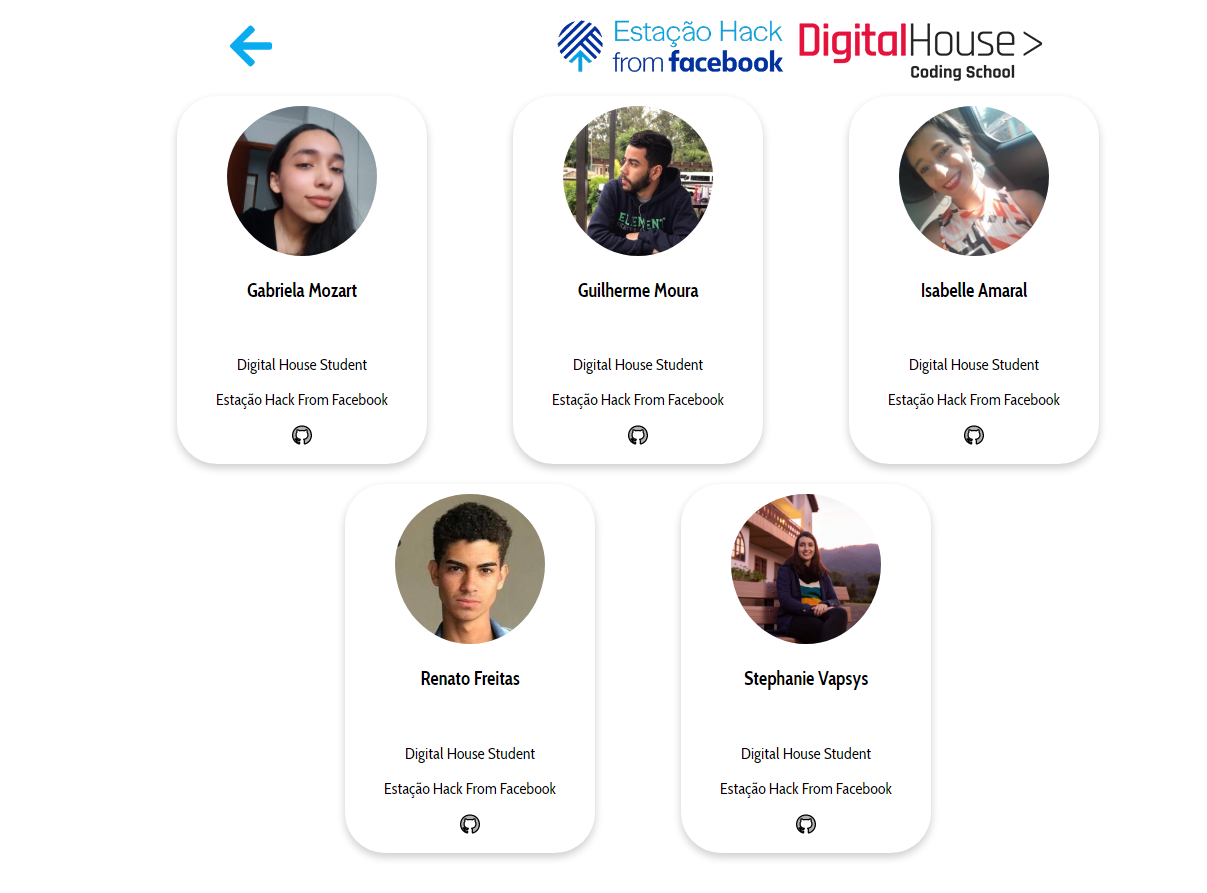 Estação Hack
from facebook
DigitalHouse >
Coding School
Gabriela Mozart
Digital House Student
Estação Hack From Facebook
Guilherme Moura
ELEMENT
Digital House Student
Estação Hack From Facebook
Isabelle Amaral
Digital House Student
Estação Hack From Facebook
Renato Freitas
Digital House Student
Estação Hack From Facebook
Stephanie Vapsys
Digital House Student
Estação Hack From Facebook